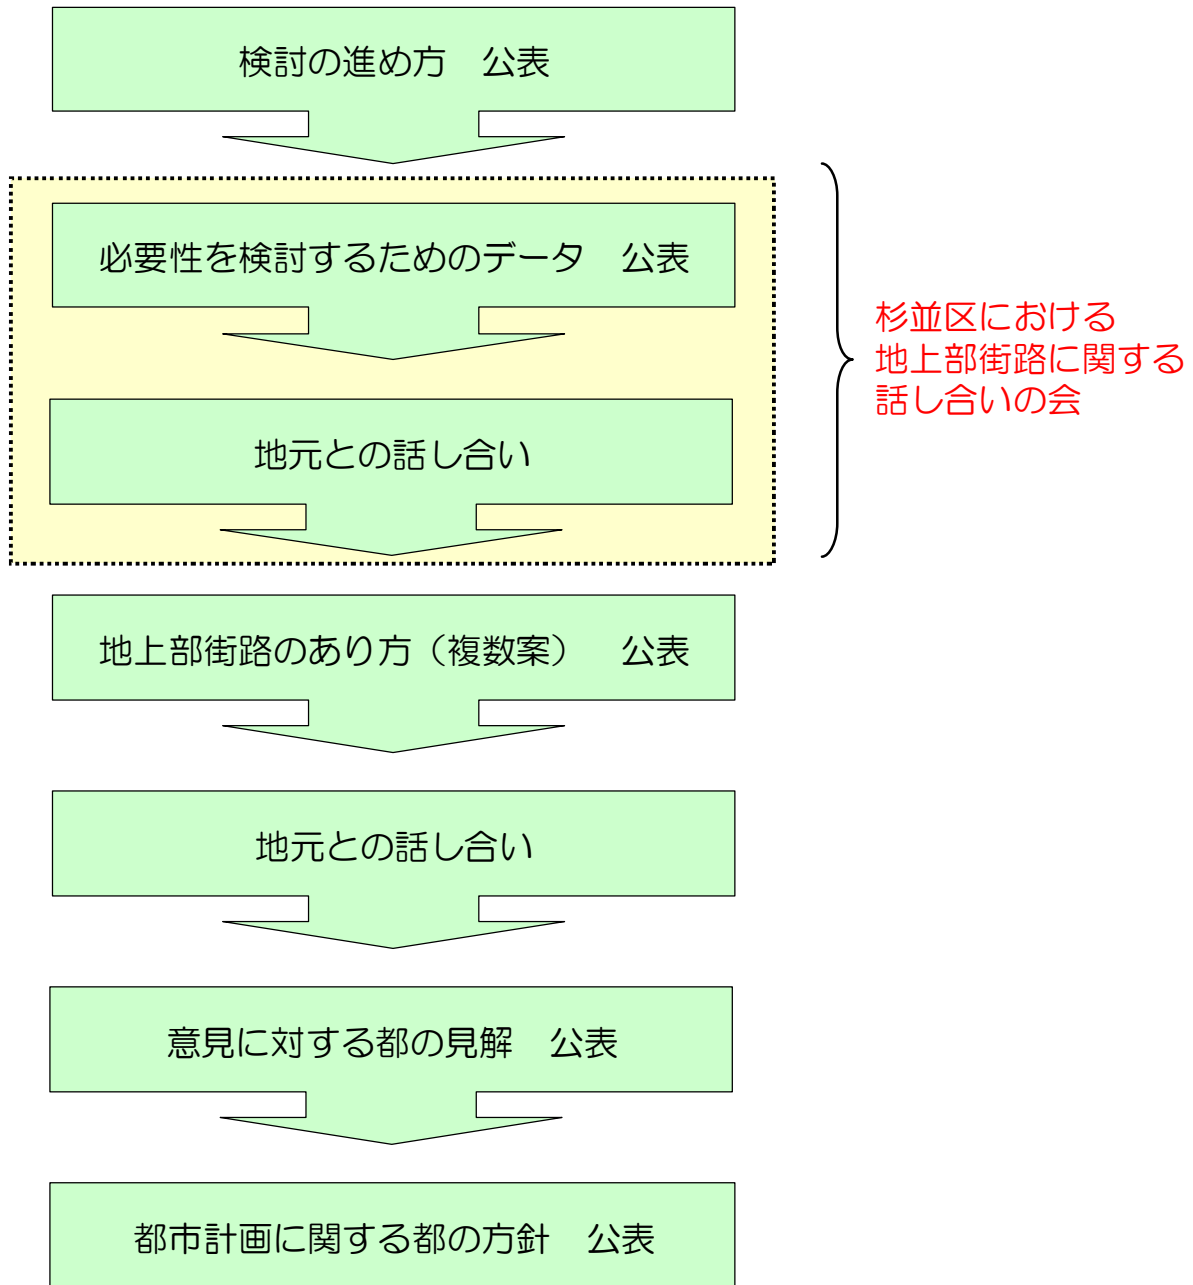 検討の進め方　公表
必要性を検討するためのデータ　公表
杉並区における
地上部街路に関する
話し合いの会
地元との話し合い
地上部街路のあり方（複数案）　公表
地元との話し合い
意見に対する都の見解　公表
都市計画に関する都の方針　公表